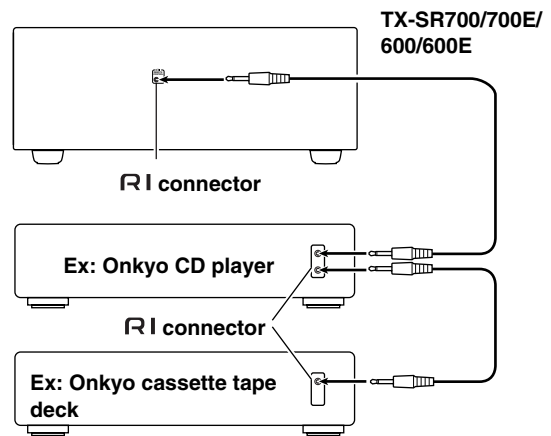 TX-SR700/700E/
600/600E
RI connector
Ex: Onkyo CD player
RI connector
Ex: Onkyo cassette tape
deck